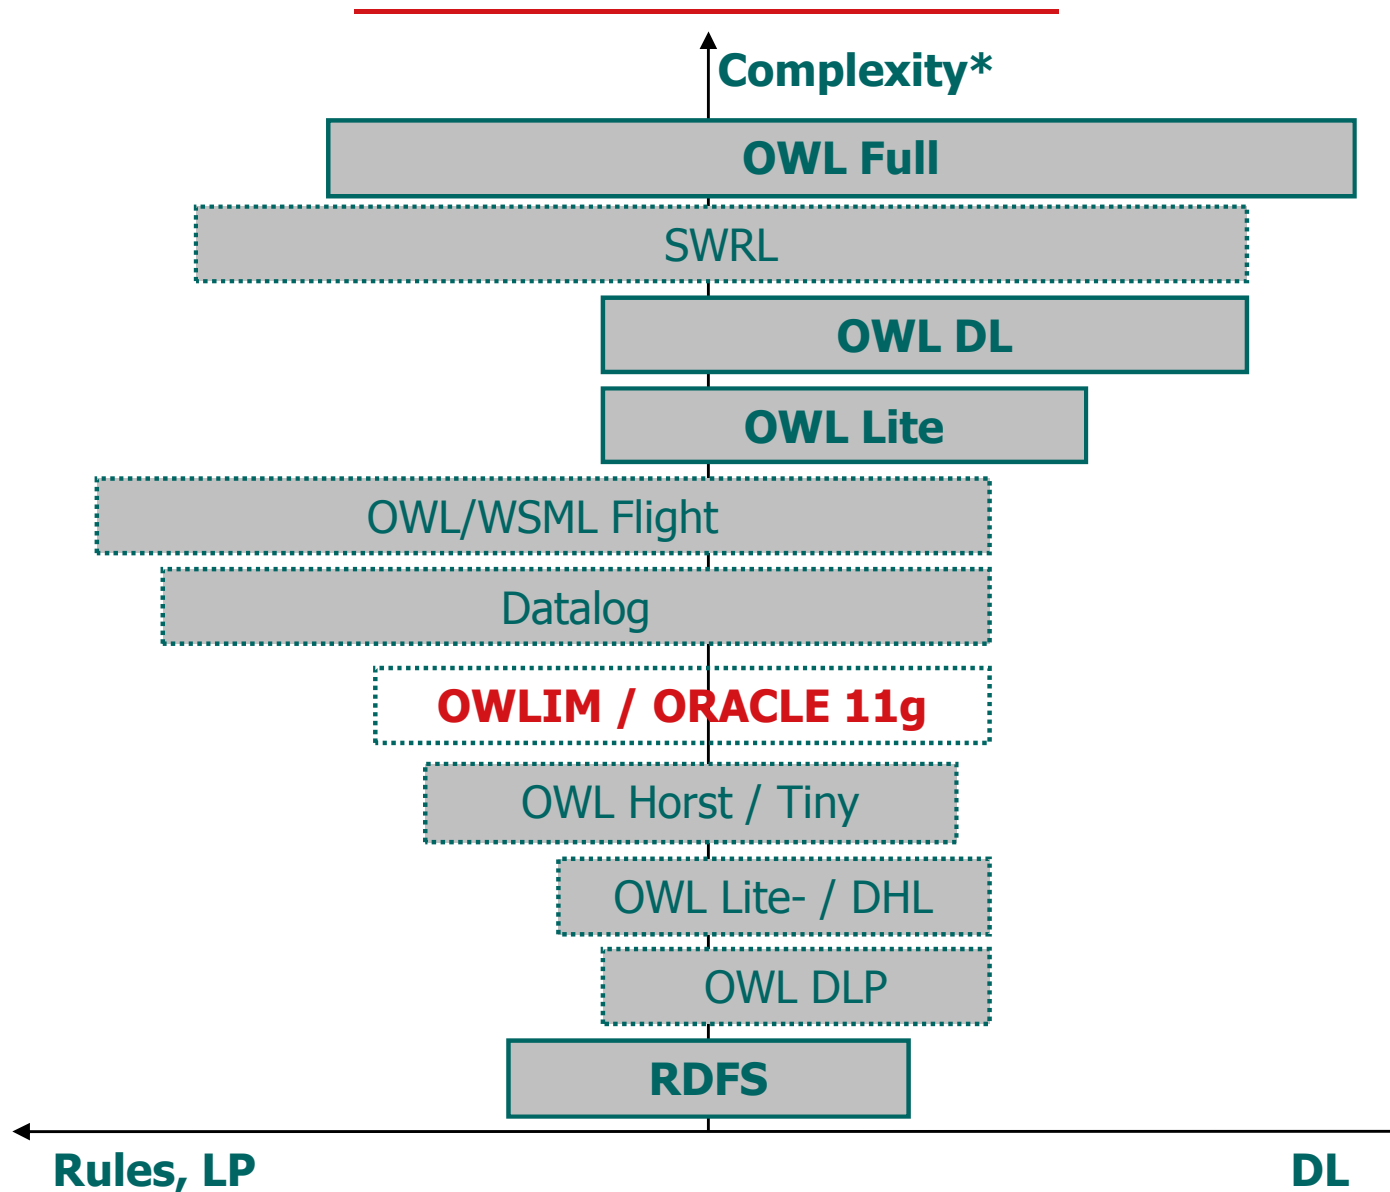 Complexity*
OWL Full
SWRL
OWL DL
OWL Lite
OWL/WSML Flight
Datalog
OWLIM / ORACLE 11g
OWL Horst / Tiny
OWL Lite- / DHL
OWL DLP
RDFS
Rules, LP
DL